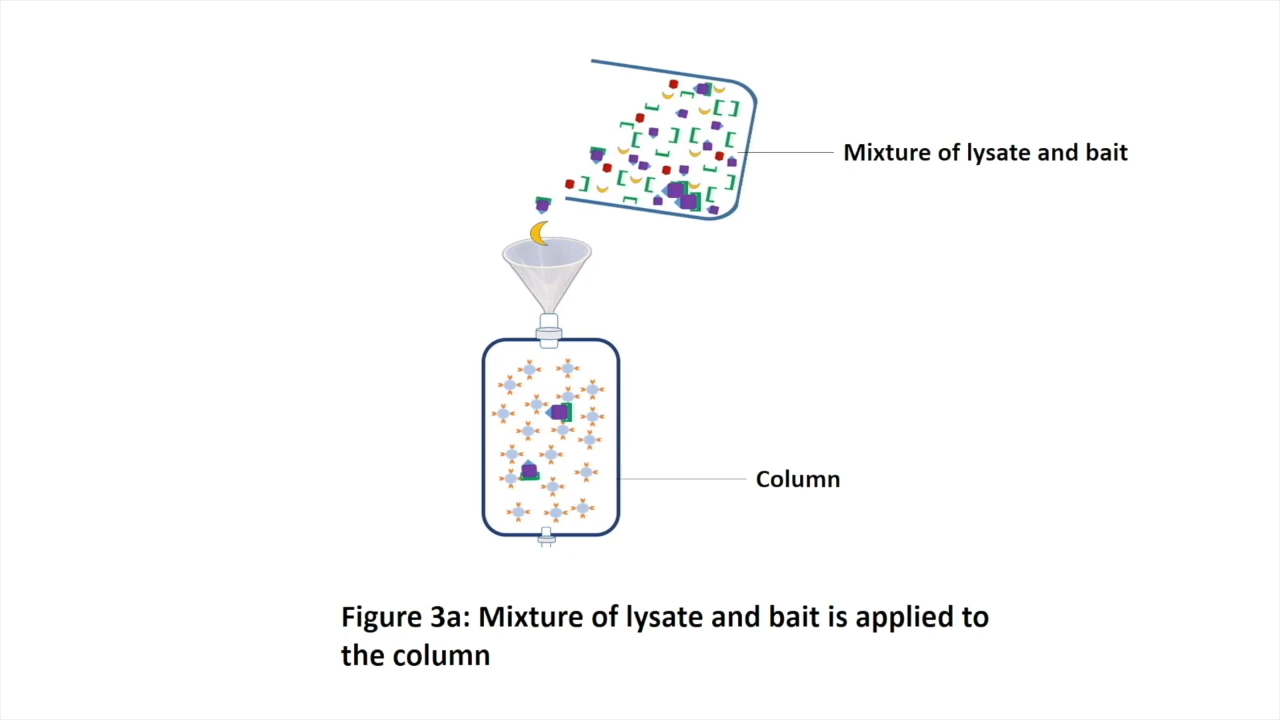 Mixture of lysate and bait
Column
Figure 3a: Mixture of lysate and bait is applied to
the column